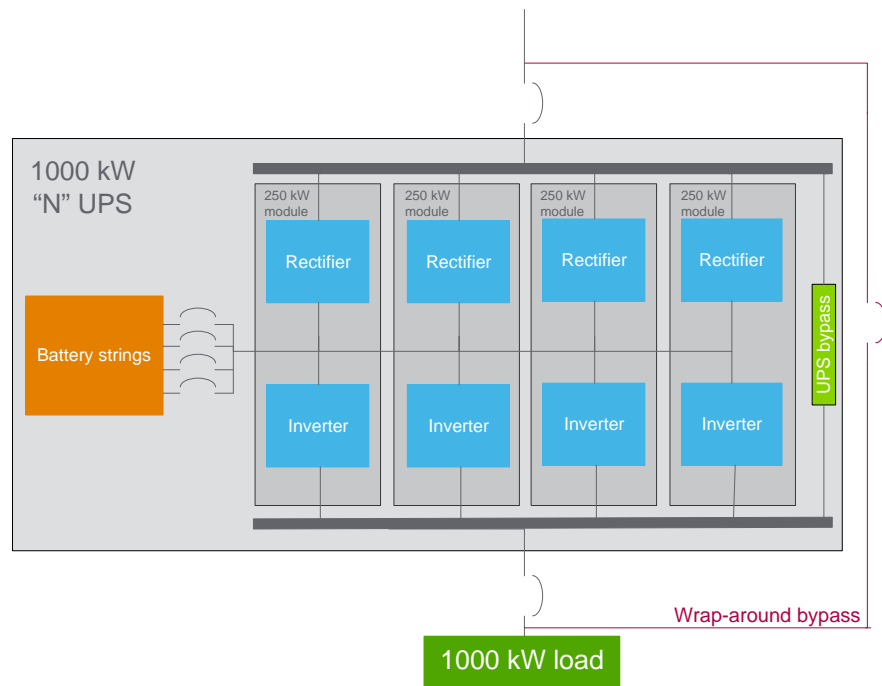 1000 kW
“N” UPS
250 kW
module
250 kW
module
250 kW
module
250 kW
module
Rectifier
Rectifier
Rectifier
Rectifier
Battery strings
UPS bypass
Inverter
Inverter
Inverter
Inverter
Wrap-around bypass
1000 kW load